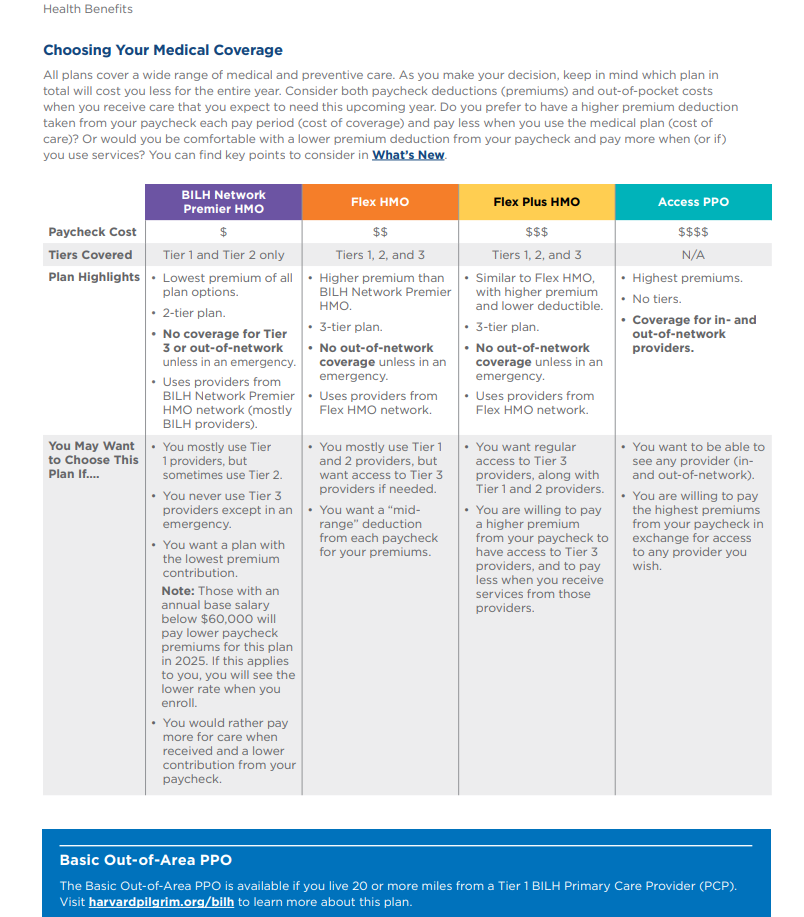 Health Benefits
Choosing Your Medical Coverage
All plans cover a wide range of medical and preventive care. As you make your decision, keep in mind which plan in
total will cost you less for the entire year. Consider both paycheck deductions (premiums) and out-of-pocket costs
when you receive care that you expect to need this upcoming year. Do you prefer to have a higher premium deduction
taken from your paycheck each pay period (cost of coverage) and pay less when you use the medical plan (cost of
care)? Or would you be comfortable with a lower premium deduction from your paycheck and pay more when (or if)
you use services? You can find key points to consider in What's New.
BILH Network
Premier HMO
Flex HMO
Flex Plus HMO
Access PPO
Paycheck Cost
$
$$
$$$
$$$$
Tiers Covered
Tier 1 and Tier 2 only
Tiers 1, 2, and 3
Tiers 1, 2, and 3
N/A
Plan Highlights
• Lowest premium of all
plan options.
• 2-tier plan.
• No coverage for Tier
3 or out-of-network
unless in an emergency.
• Uses providers from
BILH Network Premier
HMO network (mostly
BILH providers).
• Higher premium than
BILH Network Premier
HMO.
• 3-tier plan.
• No out-of-network
coverage unless in an
emergency.
• Uses providers from
Flex HMO network.
• Similar to Flex HMO,
with higher premium
and lower deductible.
• 3-tier plan.
• No out-of-network
coverage unless in an
emergency.
• Uses providers from
Flex HMO network.
• Highest premiums.
• No tiers.
• Coverage for in- and
out-of-network
providers.
You May Want
to Choose This
Plan If....
• You mostly use Tier
1 providers, but
sometimes use Tier 2.
• You never use Tier 3
providers except in an
emergency.
• You want a plan with
the lowest premium
contribution.
Note: Those with an
annual base salary
below $60,000 will
pay lower paycheck
premiums for this plan
in 2025. If this applies
to you, you will see the
lower rate when you
enroll.
• You would rather pay
more for care when
received and a lower
contribution from your
paycheck.
• You mostly use Tier 1
and 2 providers, but
want access to Tier 3
providers if needed.
• You want a “mid-
range” deduction
from each paycheck
for your premiums.
• You want regular
access to Tier 3
providers, along with
Tier 1 and 2 providers.
• You are willing to pay
a higher premium
from your paycheck to
have access to Tier 3
providers, and to pay
less when you receive
services from those
providers.
• You want to be able to
see any provider (in-
and out-of-network).
• You are willing to pay
the highest premiums
from your paycheck in
exchange for access
to any provider you
wish.
Basic Out-of-Area PPO
The Basic Out-of-Area PPO is available if you live 20 or more miles from a Tier 1 BILH Primary Care Provider (PCP).
Visit harvardpilgrim.org/bilh to learn more about this plan.